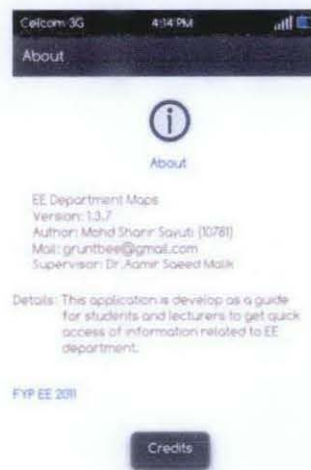 Celcom 3G 4:14 PM
About
About
EE Department Maps
Version: 1.3.7
Author: Mohd Sharir Sayuti (10781)
Mail: gruntbee@gmail.com
Supervisor: Dr. Aamir Saeed Malik
Details: This application is develop as a guide
for students and lecturers to get quick
access of information related to EE
department.
FYP EE 2011
Credits